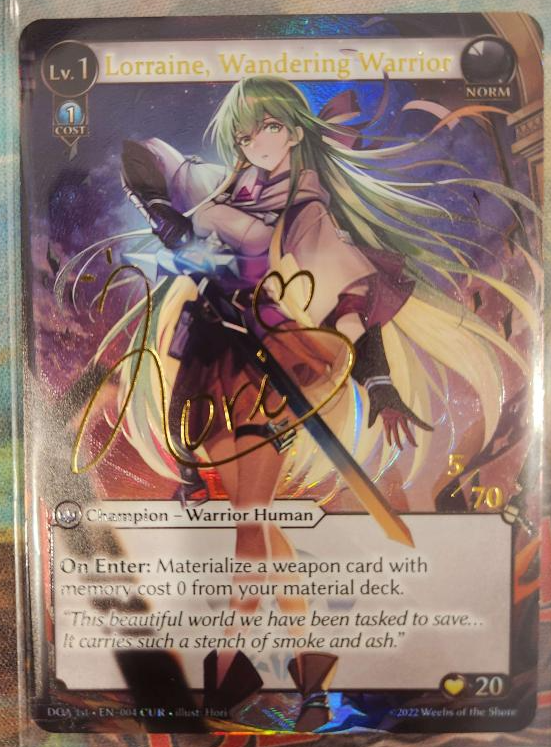 Lv. 1
Lorraine, Wandering Warrior
NORM
1
COST
Hori
5/70
Champion – Warrior Human
On Enter: Materialize a weapon card with
memory cost 0 from your material deck.
"This beautiful world we have been tasked to save...
It carries such a stench of smoke and ash."
20
DOA 1st • EN-004 CUR • illust: Hori
©2022 Weebs of the Shore